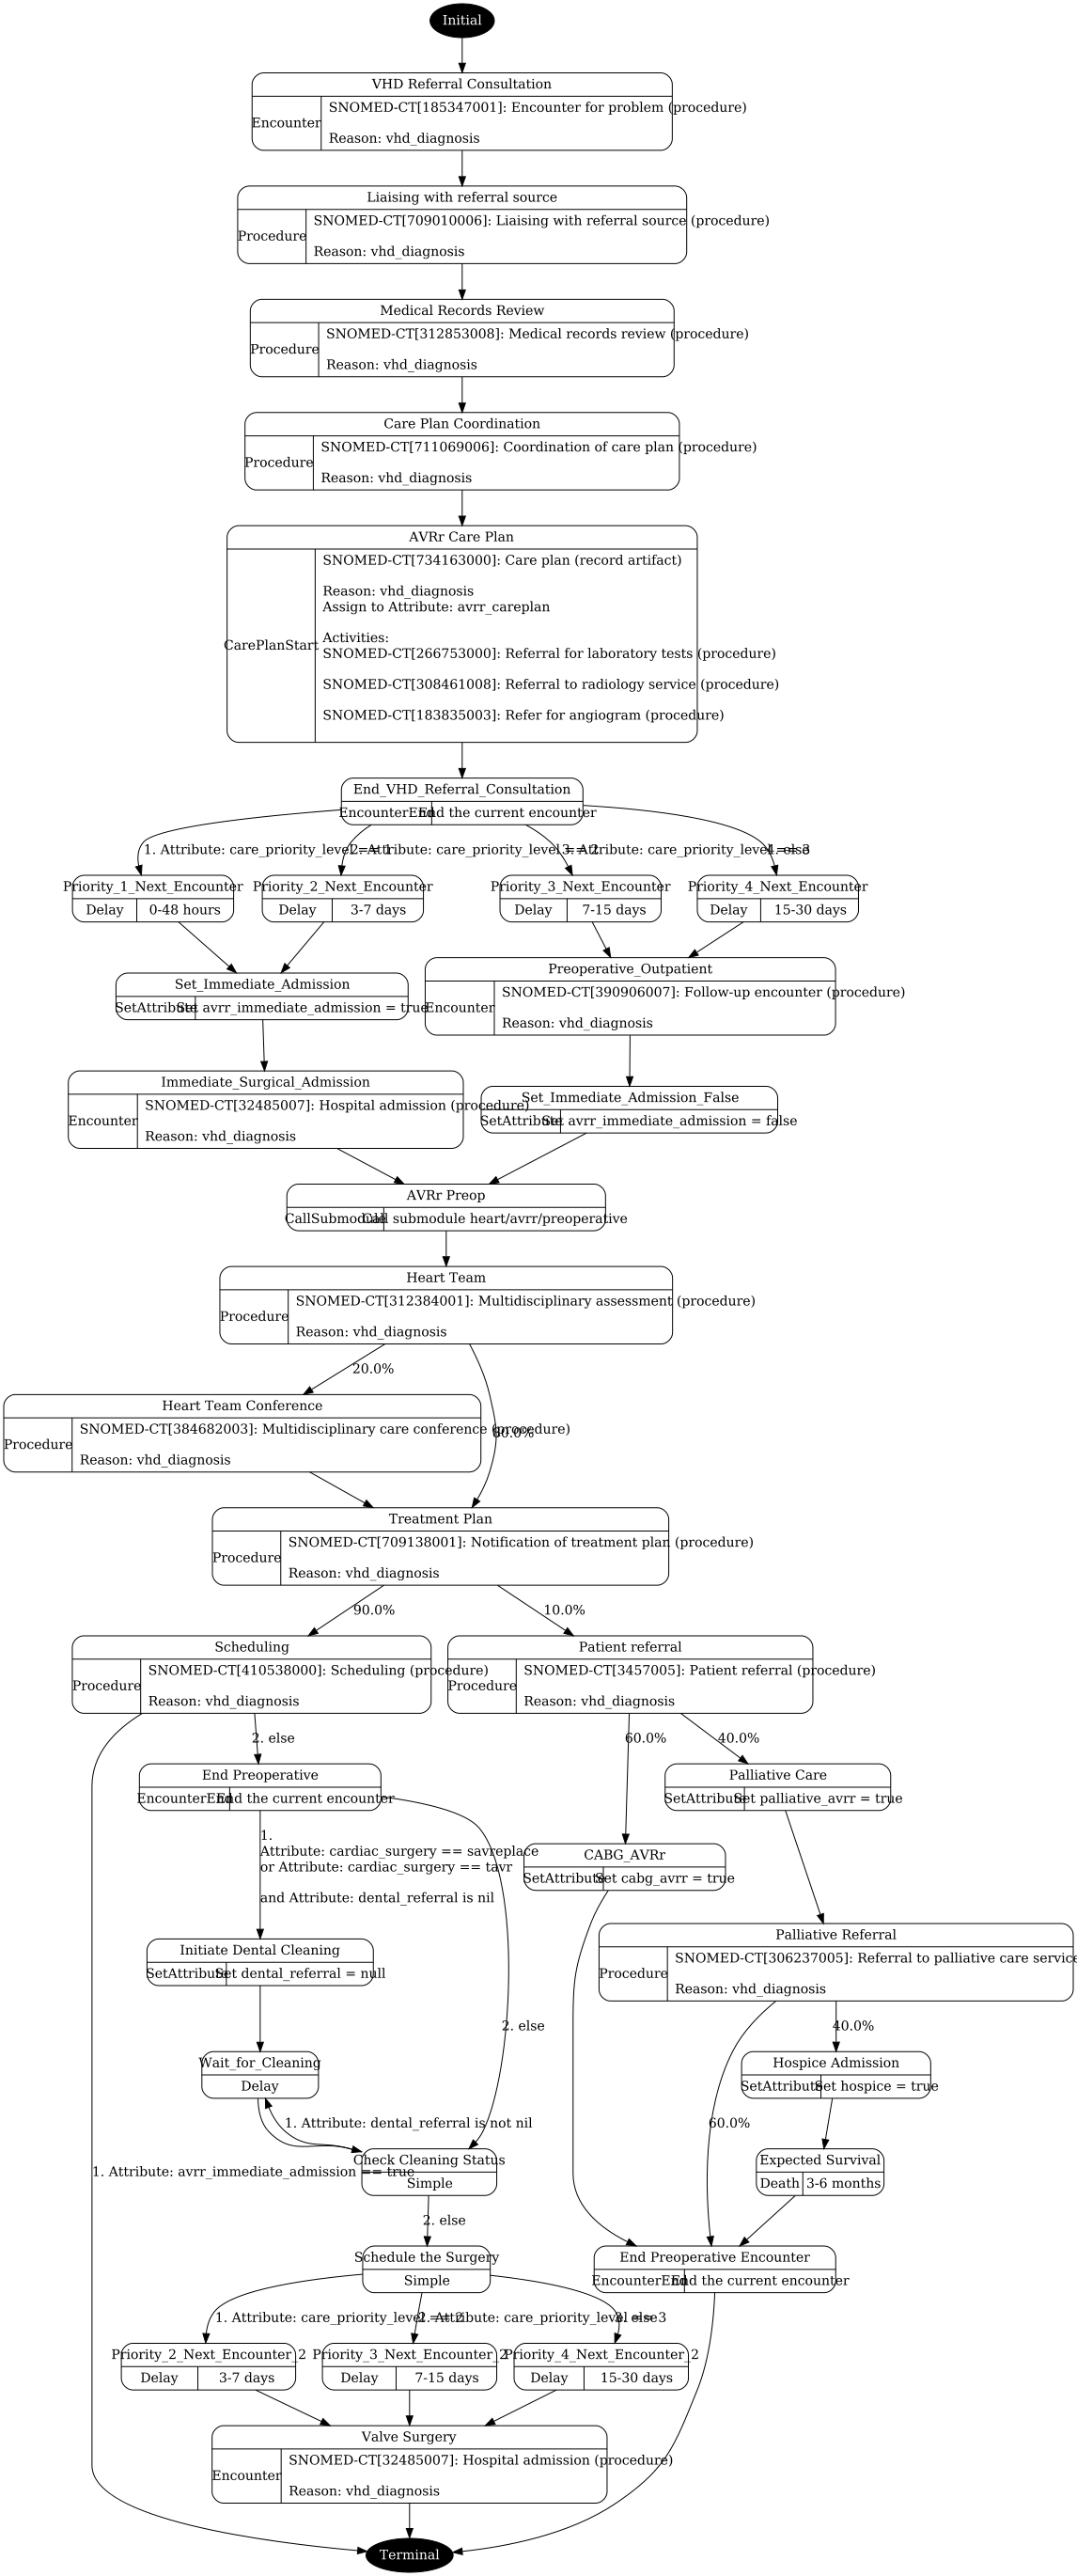 Initial
VHD Referral Consultation
Encounter
SNOMED-CT[185347001]: Encounter for problem (procedure)
Reason: vhd_diagnosis
Liaising with referral source
Procedure
SNOMED-CT[709010006]: Liaising with referral source (procedure)
Reason: vhd_diagnosis
Medical Records Review
Procedure
SNOMED-CT[312853008]: Medical records review (procedure)
Reason: vhd_diagnosis
Care Plan Coordination
Procedure
SNOMED-CT[711069006]: Coordination of care plan (procedure)
Reason: vhd_diagnosis
AVRr Care Plan
CarePlanStart
SNOMED-CT[734163000]: Care plan (record artifact)
Reason: vhd_diagnosis
Assign to Attribute: avrr_careplan
Activities:
SNOMED-CT[266753000]: Referral for laboratory tests (procedure)
SNOMED-CT[308461008]: Referral to radiology service (procedure)
SNOMED-CT[183835003]: Refer for angiogram (procedure)
End_VHD_Referral_Consultation
EncounterEnd
End the current encounter
1. Attribute: care_priority_level == 1
2. Attribute: care_priority_level == 2
3. Attribute: care_priority_level == 3
4. else
Priority_1_Next_Encounter
Delay
0-48 hours
Priority_2_Next_Encounter
Delay
3-7 days
Priority_3_Next_Encounter
Delay
7-15 days
Priority_4_Next_Encounter
Delay
15-30 days
Set_Immediate_Admission
SetAttribute
Set avrr_immediate_admission = true
Preoperative_Outpatient
Encounter
SNOMED-CT[390906007]: Follow-up encounter (procedure)
Reason: vhd_diagnosis
Immediate_Surgical_Admission
Encounter
SNOMED-CT[32485007]: Hospital admission (procedure)
Reason: vhd_diagnosis
Set_Immediate_Admission_False
SetAttribute
Set avrr_immediate_admission = false
AVRr Preop
CallSubmodule
Call submodule heart/avrr/preoperative
Heart Team
Procedure
SNOMED-CT[312384001]: Multidisciplinary assessment (procedure)
Reason: vhd_diagnosis
20.0%
80.0%
Heart Team Conference
Procedure
SNOMED-CT[384682003]: Multidisciplinary care conference (procedure)
Reason: vhd_diagnosis
Treatment Plan
Procedure
SNOMED-CT[709138001]: Notification of treatment plan (procedure)
Reason: vhd_diagnosis
90.0%
10.0%
Scheduling
Procedure
SNOMED-CT[410538000]: Scheduling (procedure)
Reason: vhd_diagnosis
Patient referral
Procedure
SNOMED-CT[3457005]: Patient referral (procedure)
Reason: vhd_diagnosis
2. else
60.0%
40.0%
End Preoperative
EncounterEnd
End the current encounter
Palliative Care
SetAttribute
Set palliative_avrr = true
1.
Attribute: cardiac_surgery == savreplace
or Attribute: cardiac_surgery == tavr
and Attribute: dental_referral is nil
CABG_AVRr
SetAttribute
Set cabg_avrr = true
Initiate Dental Cleaning
SetAttribute
Set dental_referral = null
Palliative Referral
Procedure
SNOMED-CT[306237005]: Referral to palliative care service
Reason: vhd_diagnosis
2. else
40.0%
Wait_for_Cleaning
Delay
Hospice Admission
SetAttribute
Set hospice = true
1. Attribute: dental_referral is not nil
60.0%
1. Attribute: avrr_immediate_admission == true
Check Cleaning Status
Simple
Expected Survival
Death
3-6 months
2. else
Schedule the Surgery
Simple
End Preoperative Encounter
EncounterEnd
End the current encounter
1. Attribute: care_priority_level == 2
2. Attribute: care_priority_level == 3
3. else
Priority_2_Next_Encounter_2
Delay
3-7 days
Priority_3_Next_Encounter_2
Delay
7-15 days
Priority_4_Next_Encounter_2
Delay
15-30 days
Valve Surgery
Encounter
SNOMED-CT[32485007]: Hospital admission (procedure)
Reason: vhd_diagnosis
Terminal